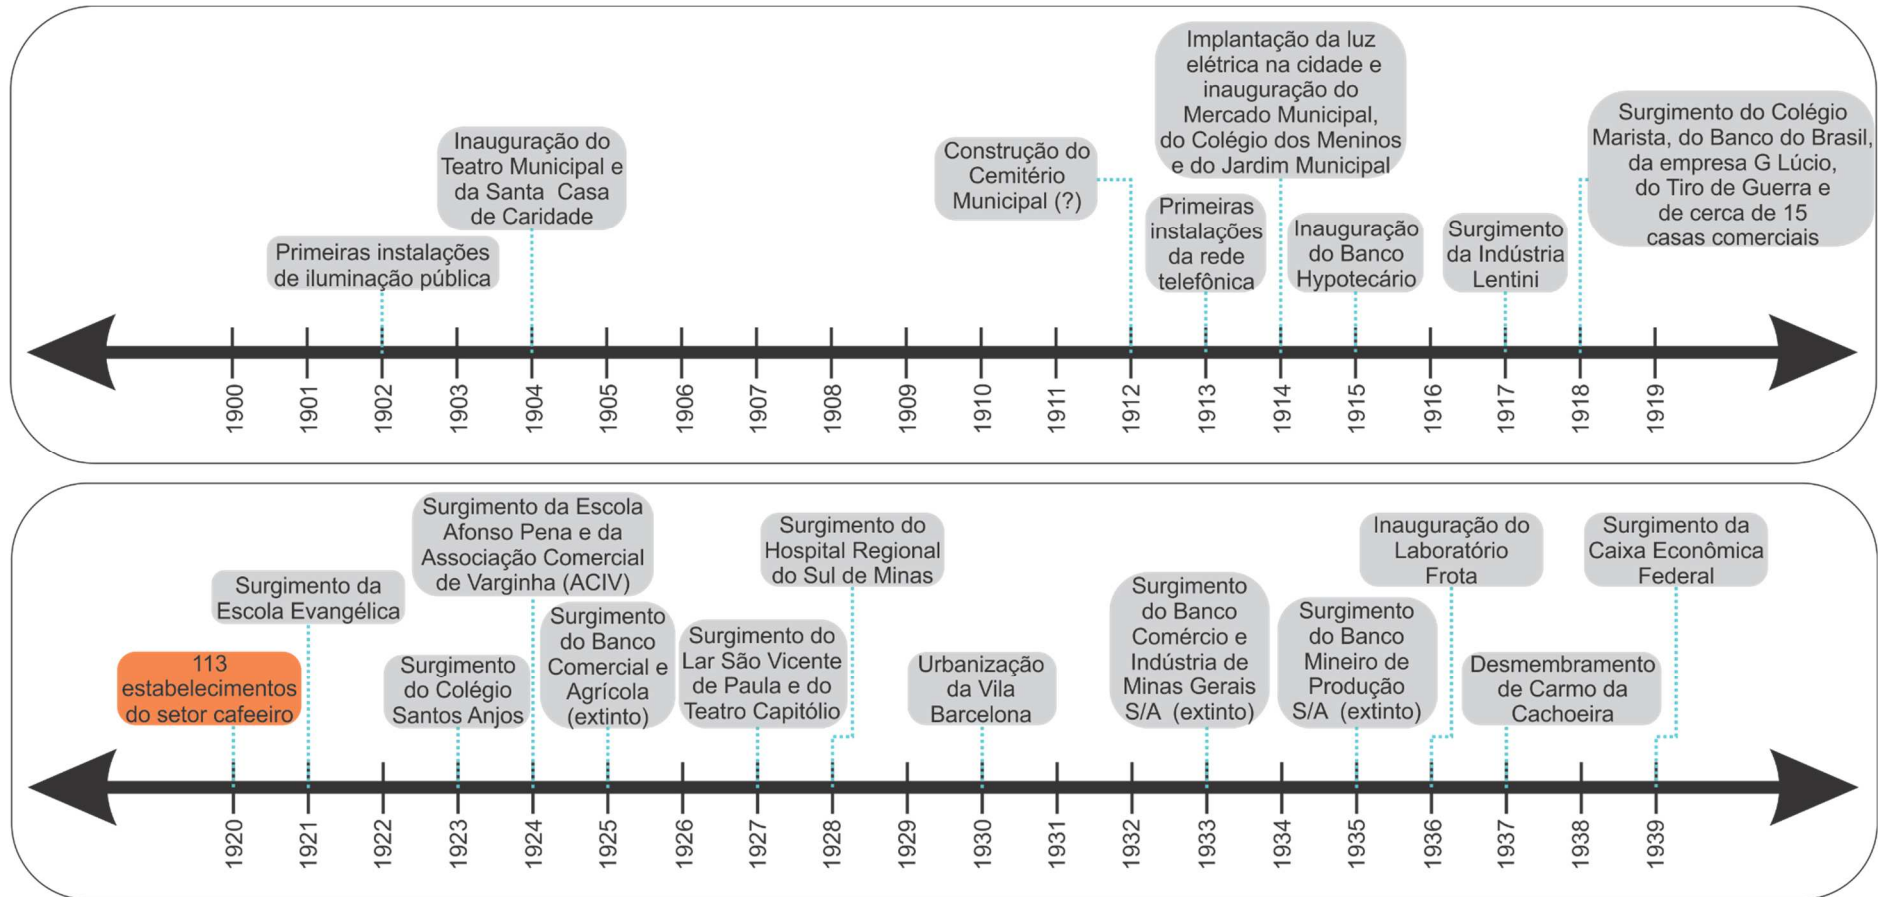 Primeiras instalações
de iluminação pública
Inauguração do
Teatro Municipal e
da Santa Casa
de Caridade
Construção do
Cemitério
Municipal (?)
Primeiras
instalações
da rede
telefônica
Implantação da luz
elétrica na cidade e
inauguração do
Mercado Municipal,
do Colégio dos Meninos
e do Jardim Municipal
Inauguração
do Banco
Hypotecário
Surgimento
da Indústria
Lentini
Surgimento do Colégio
Marista, do Banco do Brasil,
da empresa G Lúcio,
do Tiro de Guerra e
de cerca de 15
casas comerciais
1900
1901
1902
1903
1904
1905
1906
1907
1908
1909
1910
1911
1912
1913
1914
1915
1916
1917
1918
1919
113
estabelecimentos
do setor cafeeiro
Surgimento da
Escola Evangélica
Surgimento
do Colégio
Santos Anjos
Surgimento da Escola
Afonso Pena e da
Associação Comercial
de Varginha (ACIV)
Surgimento
do Banco
Comercial e
Agrícola
(extinto)
Surgimento do
Lar São Vicente
de Paula e do
Teatro Capitólio
Surgimento do
Hospital Regional
do Sul de Minas
Urbanização
da Vila
Barcelona
Surgimento
do Banco
Comércio e
Indústria de
Minas Gerais
S/A (extinto)
Surgimento
do Banco
Mineiro de
Produção
S/A (extinto)
Inauguração do
Laboratório
Frota
Desmembramento
de Carmo da
Cachoeira
Surgimento da
Caixa Econômica
Federal
1920
1921
1922
1923
1924
1925
1926
1927
1928
1929
1930
1931
1932
1933
1934
1935
1936
1937
1938
1939